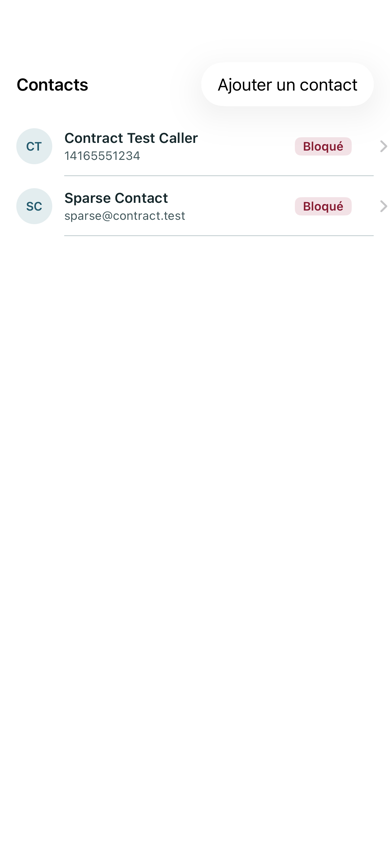 Contacts
Ajouter un contact
CT
Contract Test Caller
14165551234
Bloqué
SC
Sparse Contact
sparse@contract.test
Bloqué